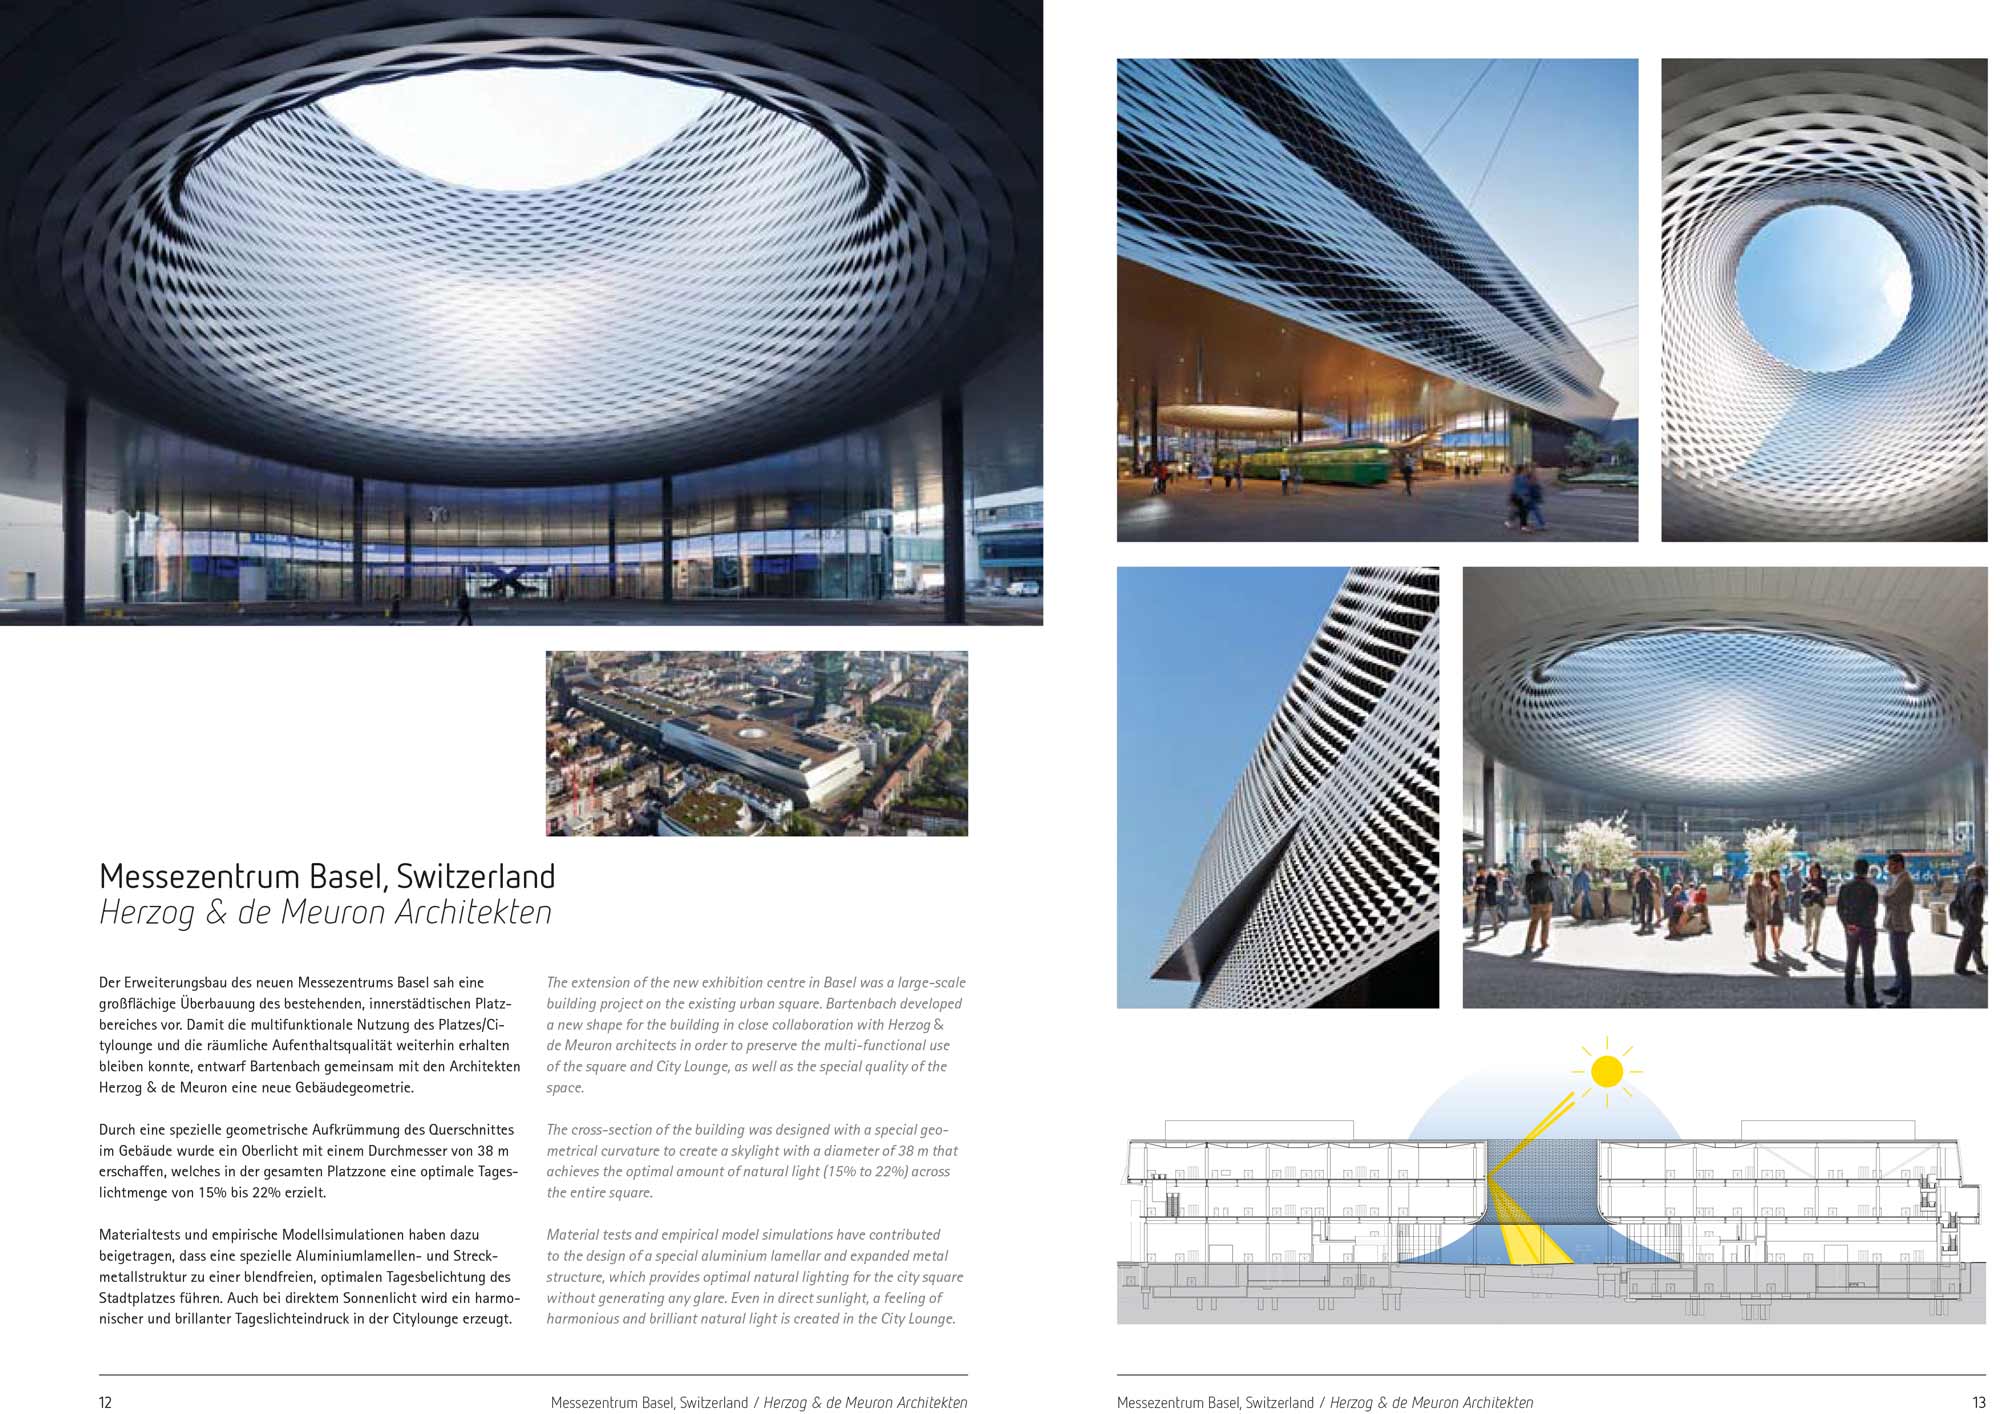 Messezentrum Basel, Switzerland
Herzog & de Meuron Architekten
Der Erweiterungsbau des neuen Messezentrums Basel sah eine
großflächige Überbauung des bestehenden, innerstädtischen Platz-
bereiches vor. Damit die multifunktionale Nutzung des Platzes/Ci-
tylounge und die räumliche Aufenthaltsqualität weiterhin erhalten
bleiben konnte, entwarf Bartenbach gemeinsam mit den Architekten
Herzog & de Meuron eine neue Gebäudegeometrie.
Durch eine spezielle geometrische Aufkrümmung des Querschnittes
im Gebäude wurde ein Oberlicht mit einem Durchmesser von 38 m
erschaffen, welches in der gesamten Platzzone eine optimale Tages-
lichtmenge von 15% bis 22% erzielt.
Materialtests und empirische Modellsimulationen haben dazu
beigetragen, dass eine spezielle Aluminiumlamellen- und Streck-
metallstruktur zu einer blendfreien, optimalen Tagesbelichtung des
Stadtplatzes führen. Auch bei direktem Sonnenlicht wird ein harmo-
nischer und brillanter Tageslichteindruck in der Citylounge erzeugt.
The extension of the new exhibition centre in Basel was a large-scale
building project on the existing urban square. Bartenbach developed
a new shape for the building in close collaboration with Herzog &
de Meuron architects in order to preserve the multi-functional use
of the square and City Lounge, as well as the special quality of the
space.
The cross-section of the building was designed with a special geo-
metrical curvature to create a skylight with a diameter of 38 m that
achieves the optimal amount of natural light (15% to 22%) across
the entire square.
Material tests and empirical model simulations have contributed
to the design of a special aluminium lamellar and expanded metal
structure, which provides optimal natural lighting for the city square
without generating any glare. Even in direct sunlight, a feeling of
harmonious and brilliant natural light is created in the City Lounge.
12
Messezentrum Basel, Switzerland / Herzog & de Meuron Architekten
Messezentrum Basel, Switzerland / Herzog & de Meuron Architekten
13